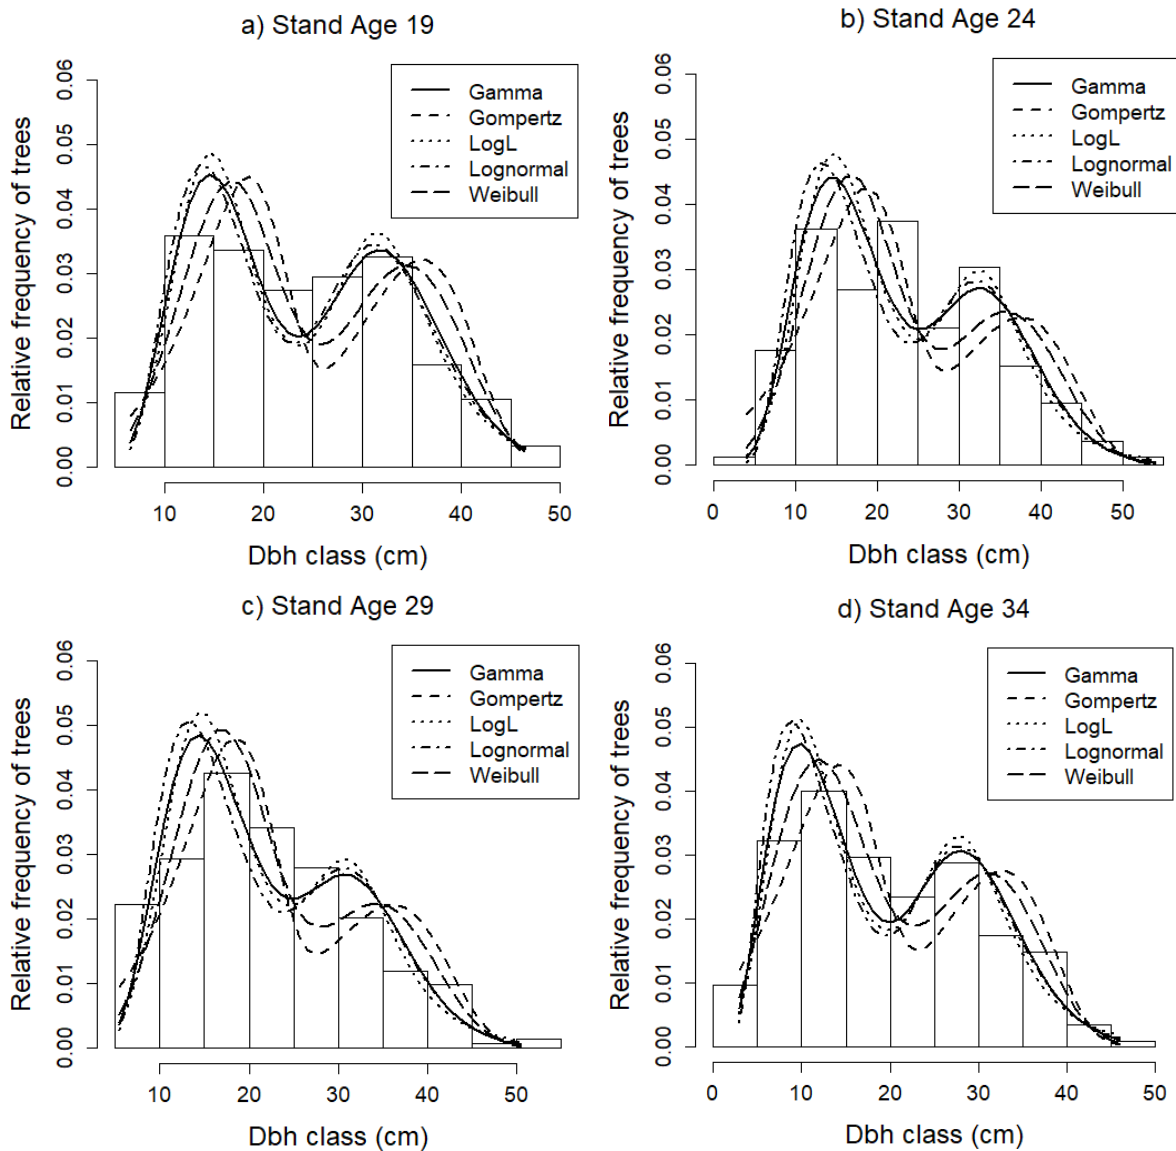 a) Stand Age 19
Relative frequency of trees
0.00 0.01 0.02 0.03 0.04 0.05 0.06
Gamma
Gompertz
LogL
Lognormal
Weibull
10 20 30 40 50
Dbh class (cm)
b) Stand Age 24
Relative frequency of trees
0.00 0.01 0.02 0.03 0.04 0.05 0.06
Gamma
Gompertz
LogL
Lognormal
Weibull
0 10 20 30 40 50
Dbh class (cm)
c) Stand Age 29
Relative frequency of trees
0.00 0.01 0.02 0.03 0.04 0.05 0.06
Gamma
Gompertz
LogL
Lognormal
Weibull
10 20 30 40 50
Dbh class (cm)
d) Stand Age 34
Relative frequency of trees
0.00 0.01 0.02 0.03 0.04 0.05 0.06
Gamma
Gompertz
LogL
Lognormal
Weibull
0 10 20 30 40 50
Dbh class (cm)